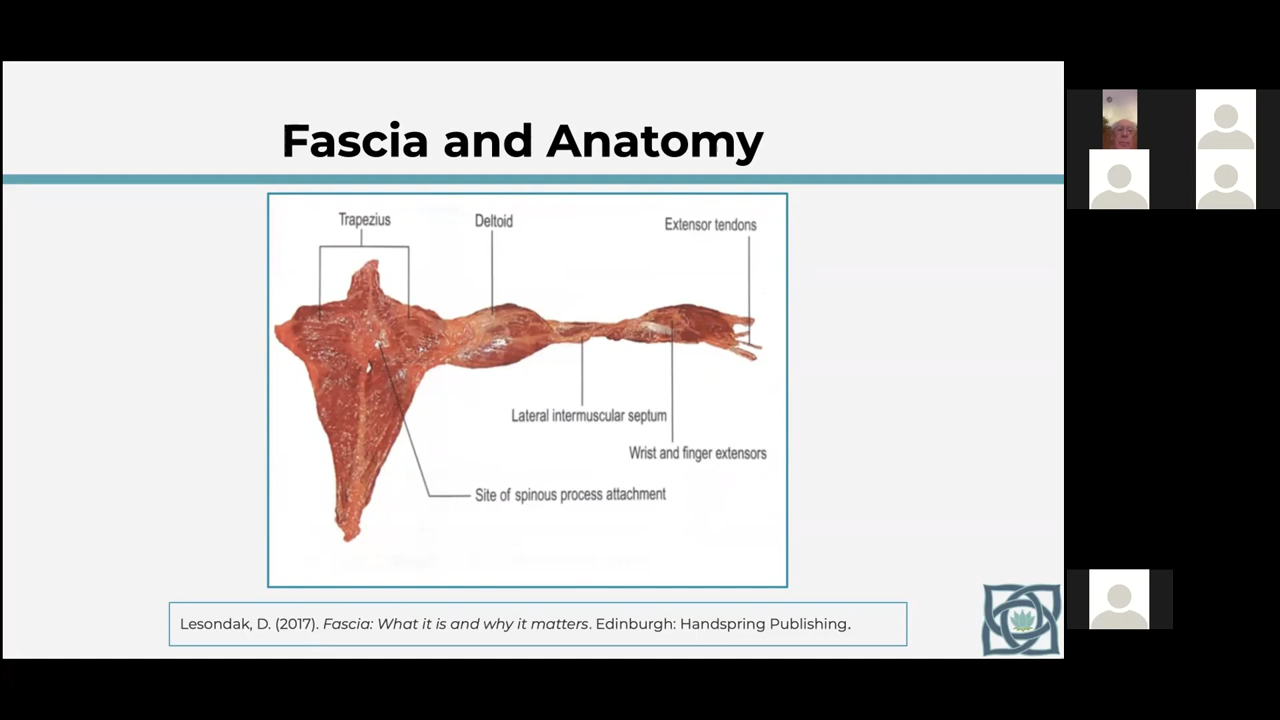 Fascia and Anatomy
Trapezius
Deltoid
Extensor tendons
Lateral intermuscular septum
Wrist and finger extensors
Site of spinous process attachment
Lesondak, D. (2017). Fascia: What it is and why it matters. Edinburgh: Handspring Publishing.